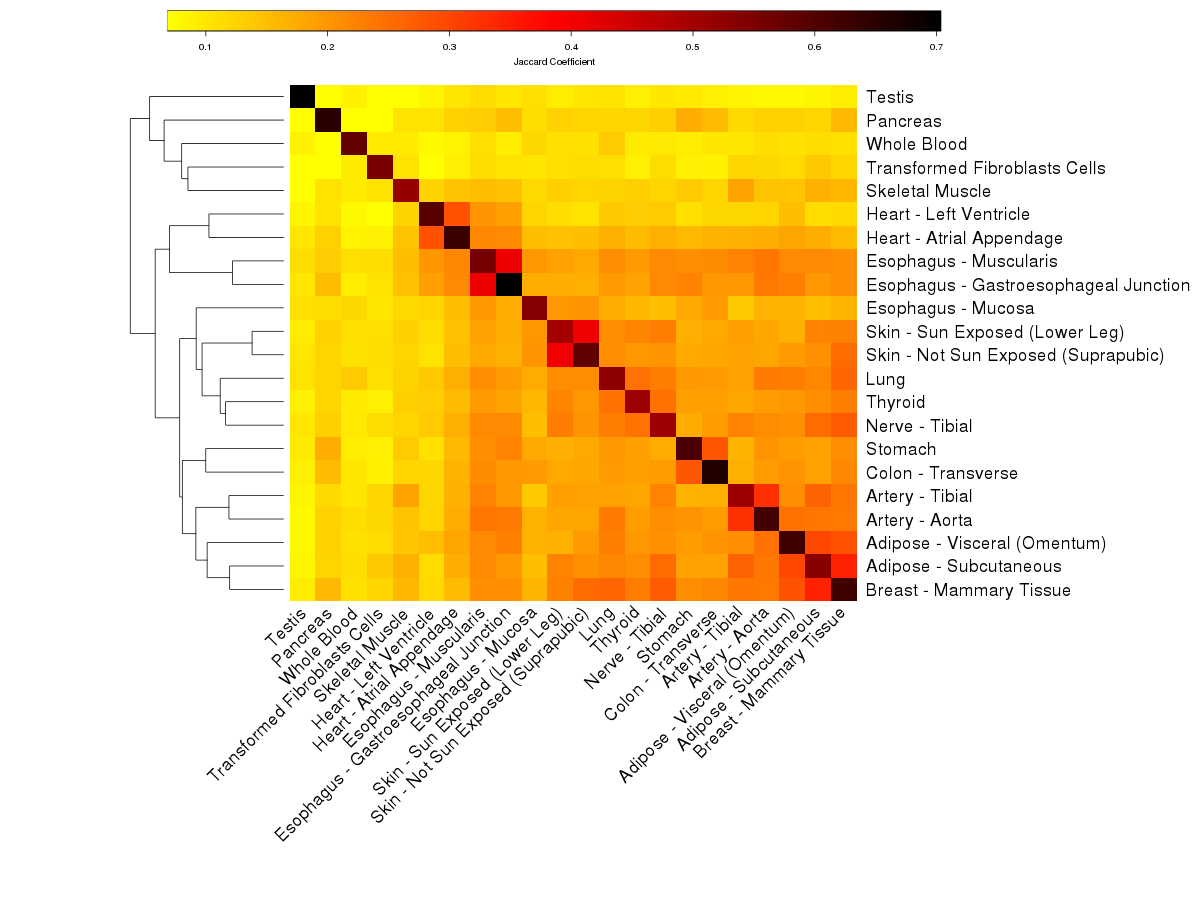 0.1 0.2 0.3 0.4 0.5 0.6 0.7
Jaccard Coefficient
Testis
Pancreas
Whole Blood
Transformed Fibroblasts Cells
Skeletal Muscle
Heart - Left Ventricle
Heart - Atrial Appendage
Esophagus - Muscularis
Esophagus - Gastroesophageal Junction
Esophagus - Mucosa
Skin - Sun Exposed (Lower Leg)
Skin - Not Sun Exposed (Suprapubic)
Lung
Thyroid
Nerve - Tibial
Stomach
Colon - Transverse
Artery - Tibial
Artery - Aorta
Adipose - Visceral (Omentum)
Adipose - Subcutaneous
Breast - Mammary Tissue
Testis
Pancreas
Whole Blood
Transformed Fibroblasts Cells
Skeletal Muscle
Heart - Left Ventricle
Heart - Atrial Appendage
Esophagus - Muscularis
Esophagus - Gastroesophageal Junction
Esophagus - Mucosa
Skin - Sun Exposed (Lower Leg)
Skin - Not Sun Exposed (Suprapubic)
Lung
Thyroid
Nerve - Tibial
Stomach
Colon - Transverse
Artery - Tibial
Artery - Aorta
Adipose - Visceral (Omentum)
Adipose - Subcutaneous
Breast - Mammary Tissue